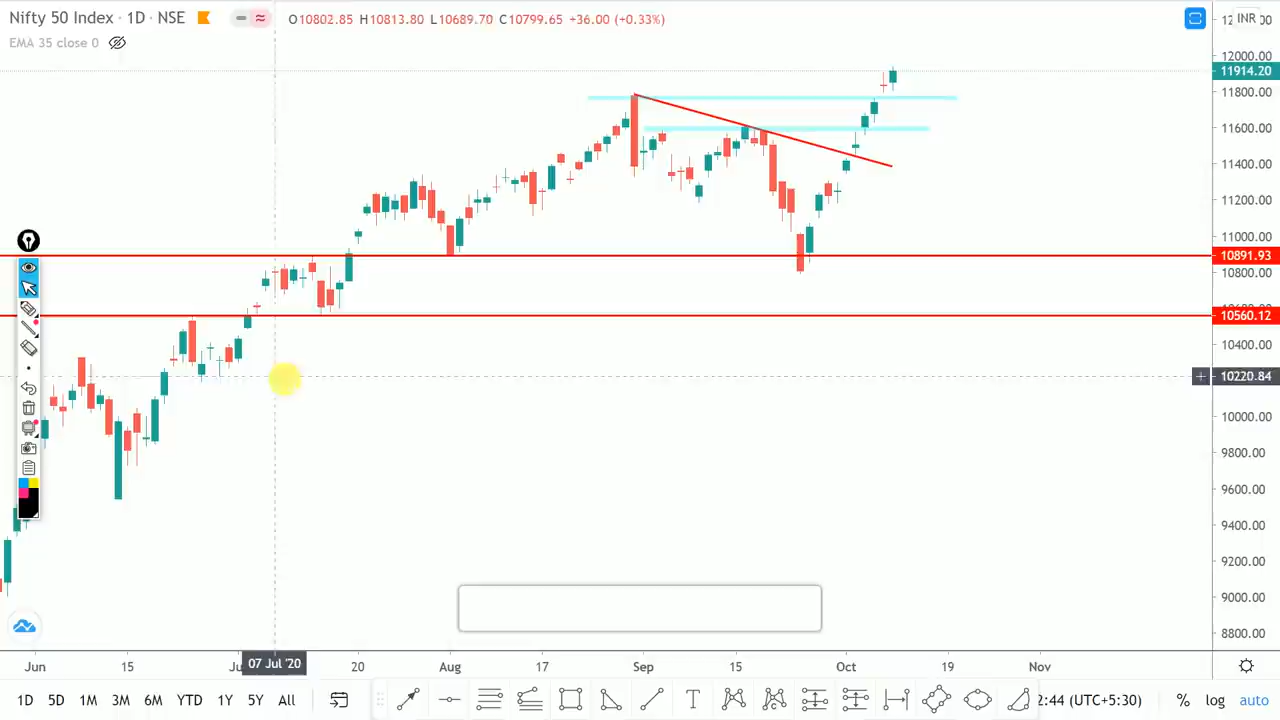 Nifty 50 Index · 1D · NSE
O10802.85 H10813.80 L10689.70 C10799.65 +36.00 (+0.33%)
INR
EMA 35 close 0
12000.00
11914.20
11800.00
11600.00
11400.00
11200.00
11000.00
10891.93
10800.00
10560.12
10400.00
10220.84
10000.00
9800.00
9600.00
9400.00
9200.00
9000.00
8800.00
Jun 15 07 Jul '20 20 Aug 17 Sep 15 Oct 19 Nov
1D 5D 1M 3M 6M YTD 1Y 5Y All
2:44 (UTC+5:30) % log auto